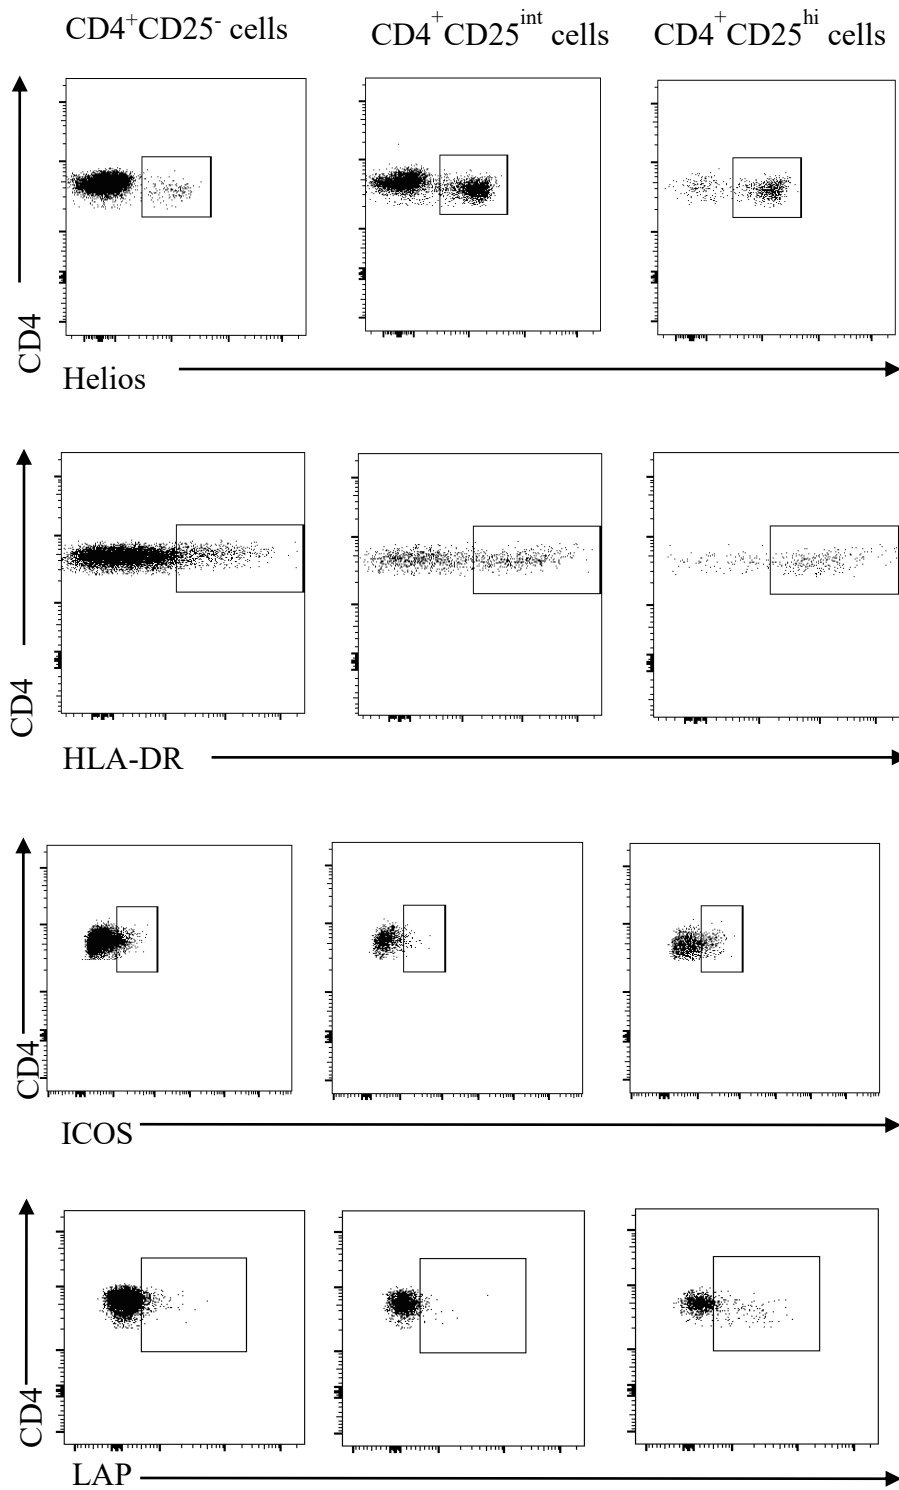 CD4⁺CD25⁻ cells
CD4⁺CD25ⁱⁿᵗ cells
CD4⁺CD25ʰⁱ cells
CD4
Helios
CD4
HLA-DR
CD4
ICOS
CD4
LAP